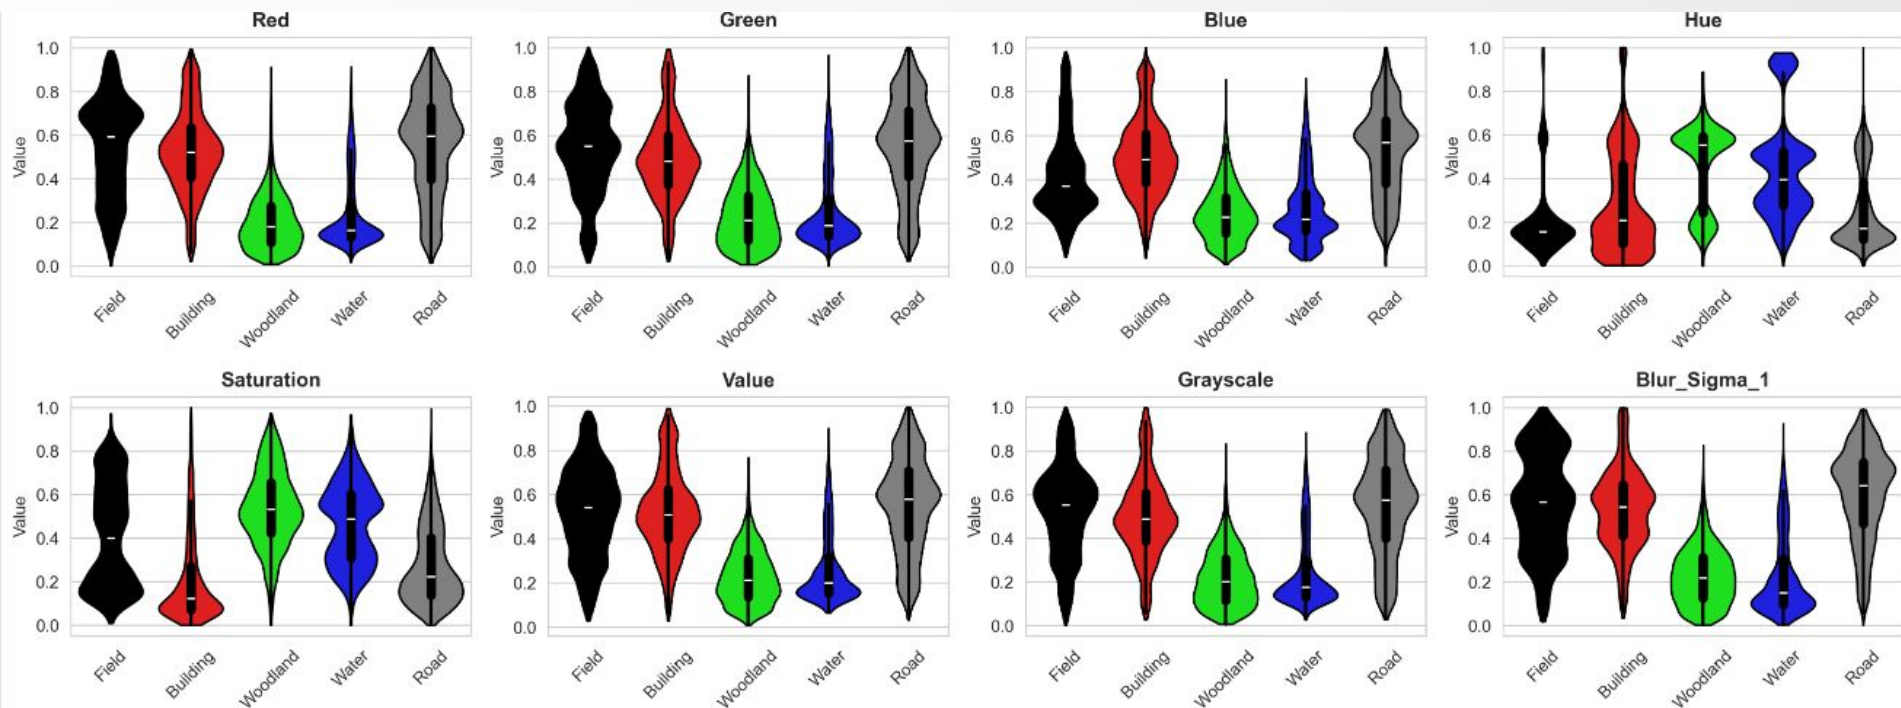 Red
Green
Blue
Hue
Value
1.0
0.8
0.6
0.4
0.2
0.0
Field
Building
Woodland
Water
Road
Value
1.0
0.8
0.6
0.4
0.2
0.0
Field
Building
Woodland
Water
Road
Value
1.0
0.8
0.6
0.4
0.2
0.0
Field
Building
Woodland
Water
Road
Value
1.0
0.8
0.6
0.4
0.2
0.0
Field
Building
Woodland
Water
Road
Saturation
Value
Grayscale
Blur_Sigma_1
Value
1.0
0.8
0.6
0.4
0.2
0.0
Field
Building
Woodland
Water
Road
Value
1.0
0.8
0.6
0.4
0.2
0.0
Field
Building
Woodland
Water
Road
Value
1.0
0.8
0.6
0.4
0.2
0.0
Field
Building
Woodland
Water
Road
Value
1.0
0.8
0.6
0.4
0.2
0.0
Field
Building
Woodland
Water
Road